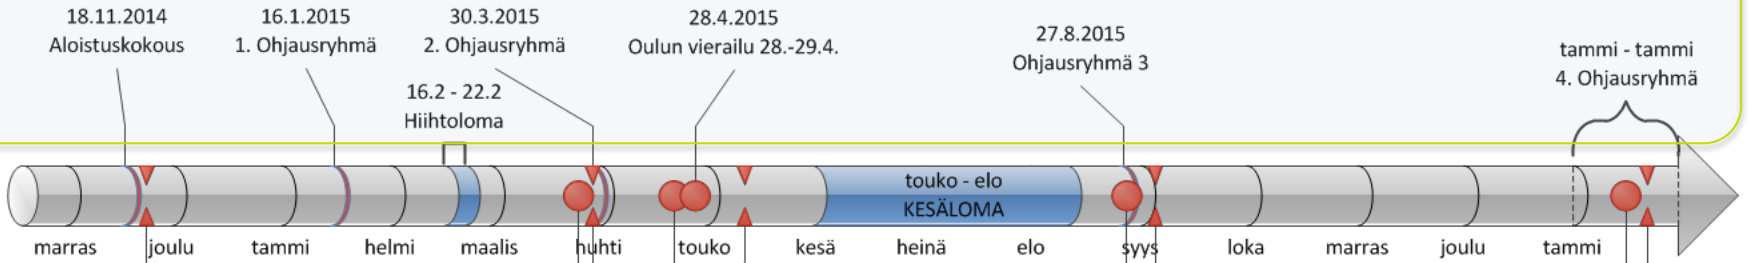 18.11.2014
Aloistuskokous
16.1.2015
1. Ohjausryhmä
30.3.2015
2. Ohjausryhmä
28.4.2015
Oulun vierailu 28.-29.4.
27.8.2015
Ohjausryhmä 3
tammi - tammi
4. Ohjausryhmä
16.2 - 22.2
Hiihtoloma
touko - elo
KESÄLOMA
marras joulu tammi helmi maalis huhti touko kesä heinä elo syys loka marras joulu tammi